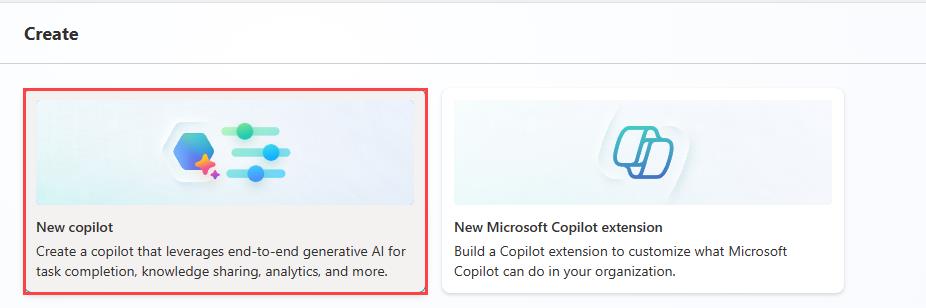 Create
New copilot
Create a copilot that leverages end-to-end generative AI for
task completion, knowledge sharing, analytics, and more.
New Microsoft Copilot extension
Build a Copilot extension to customize what Microsoft
Copilot can do in your organization.